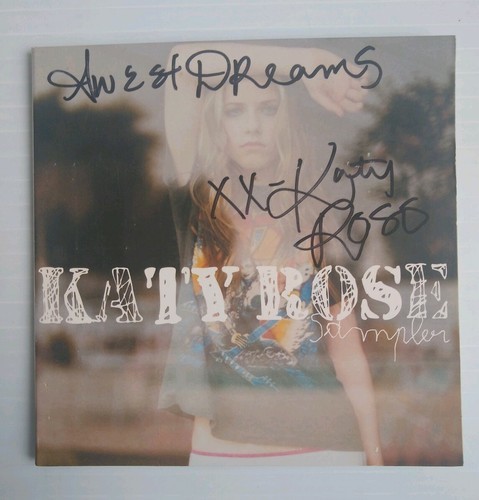 Sweet DReams
XX-Katy
Rose
KATY ROSE
Sampler